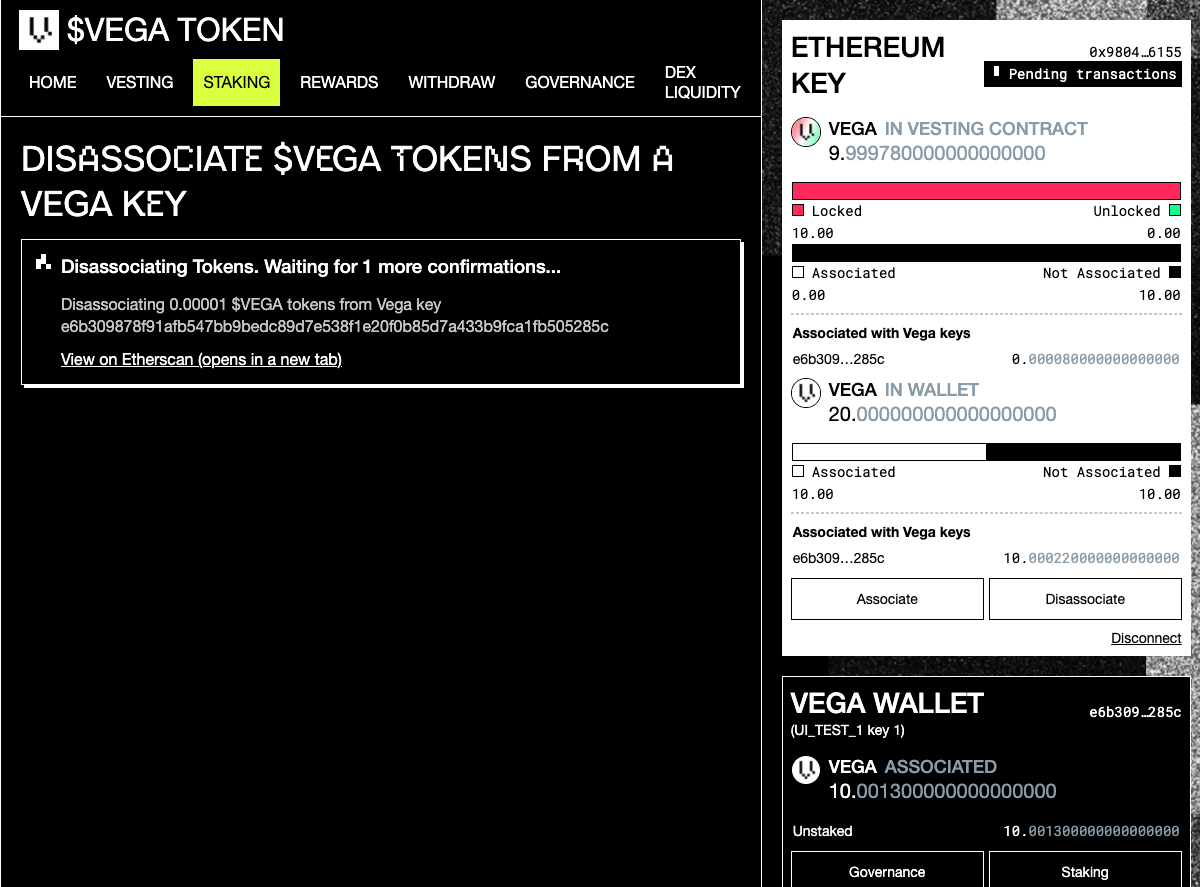 $VEGA TOKEN
HOME VESTING STAKING REWARDS WITHDRAW GOVERNANCE DEX LIQUIDITY
DISASSOCIATE $VEGA TOKENS FROM A
VEGA KEY
Disassociating Tokens. Waiting for 1 more confirmations...
Disassociating 0.00001 $VEGA tokens from Vega key
e6b309878f91afb547bb9bedc89d7e538f1e20f0b85d7a433b9fca1fb505285c
View on Etherscan (opens in a new tab)
ETHEREUM
KEY
0x9804…6155
Pending transactions
VEGA IN VESTING CONTRACT
9.999780000000000000
Locked Unlocked
10.00 0.00
Associated Not Associated
0.00 10.00
Associated with Vega keys
e6b309…285c 0.000080000000000000
VEGA IN WALLET
20.000000000000000000
Associated Not Associated
10.00 10.00
Associated with Vega keys
e6b309…285c 10.000220000000000000
Associate Disassociate
Disconnect
VEGA WALLET e6b309…285c
(UI_TEST_1 key 1)
VEGA ASSOCIATED
10.001300000000000000
Unstaked 10.001300000000000000
Governance Staking